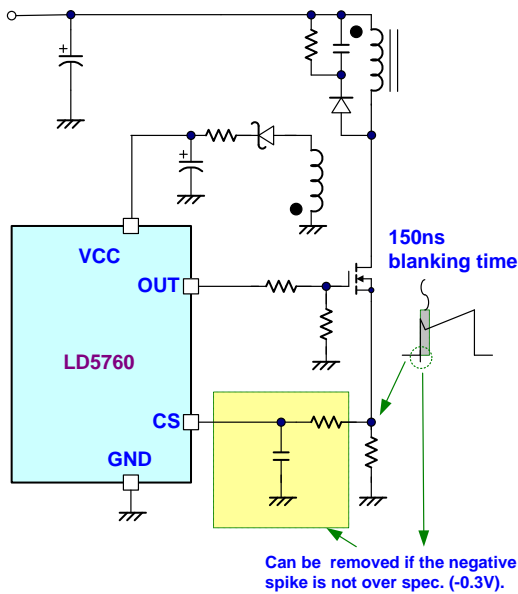 +
+
VCC
150ns
blanking time
OUT
LD5760
CS
GND
Can be removed if the negative
spike is not over spec. (-0.3V).